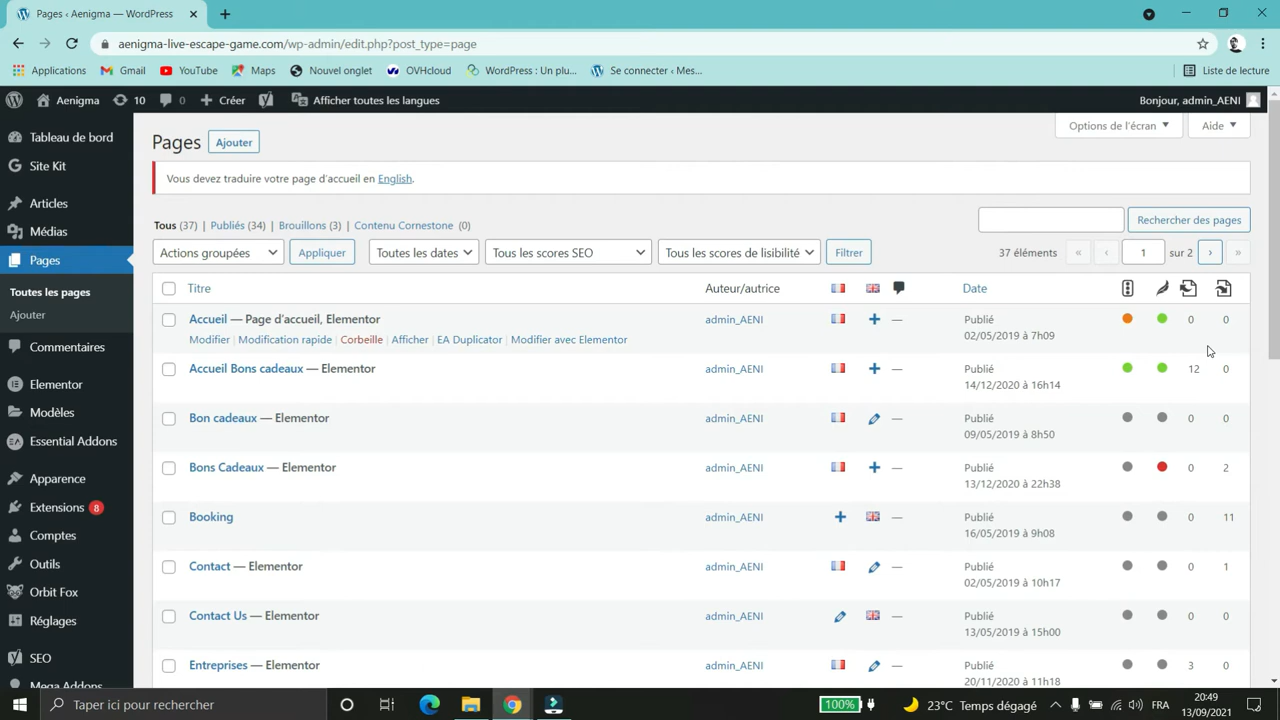 Pages ‹ Aenigma — WordPress
aenigma-live-escape-game.com/wp-admin/edit.php?post_type=page
Applications Gmail YouTube Maps Nouvel onglet OVHcloud WordPress : Un plu... Se connecter ‹ Mes... Liste de lecture
Aenigma 10 0 Créer Afficher toutes les langues Bonjour, admin_AENI
Tableau de bord
Site Kit
Articles
Médias
Pages
Toutes les pages
Ajouter
Commentaires
Elementor
Modèles
Essential Addons
Apparence
Extensions 8
Comptes
Outils
Orbit Fox
Réglages
SEO
Mega Addons
Options de l'écran Aide
Pages Ajouter
Vous devez traduire votre page d'accueil en English.
Tous (37) | Publiés (34) | Brouillons (3) | Contenu Cornestone (0)
Rechercher des pages
Actions groupées Appliquer Toutes les dates Tous les scores SEO Tous les scores de lisibilité Filtrer 37 éléments « ‹ 1 sur 2 › »
Titre Auteur/autrice Date
Accueil — Page d'accueil, Elementor admin_AENI — Publié 0 0
02/05/2019 à 7h09
Modifier | Modification rapide | Corbeille | Afficher | EA Duplicator | Modifier avec Elementor
Accueil Bons cadeaux — Elementor admin_AENI — Publié 12 0
14/12/2020 à 16h14
Bon cadeaux — Elementor admin_AENI — Publié 0 0
09/05/2019 à 8h50
Bons Cadeaux — Elementor admin_AENI — Publié 0 2
13/12/2020 à 22h38
Booking admin_AENI — Publié 0 11
16/05/2019 à 9h08
Contact — Elementor admin_AENI — Publié 0 1
02/05/2019 à 10h17
Contact Us — Elementor admin_AENI — Publié 0 0
13/05/2019 à 15h00
Entreprises — Elementor admin_AENI — Publié 3 0
20/11/2020 à 11h18
Taper ici pour rechercher 100% 23°C Temps dégagé FRA 20:49
13/09/2021